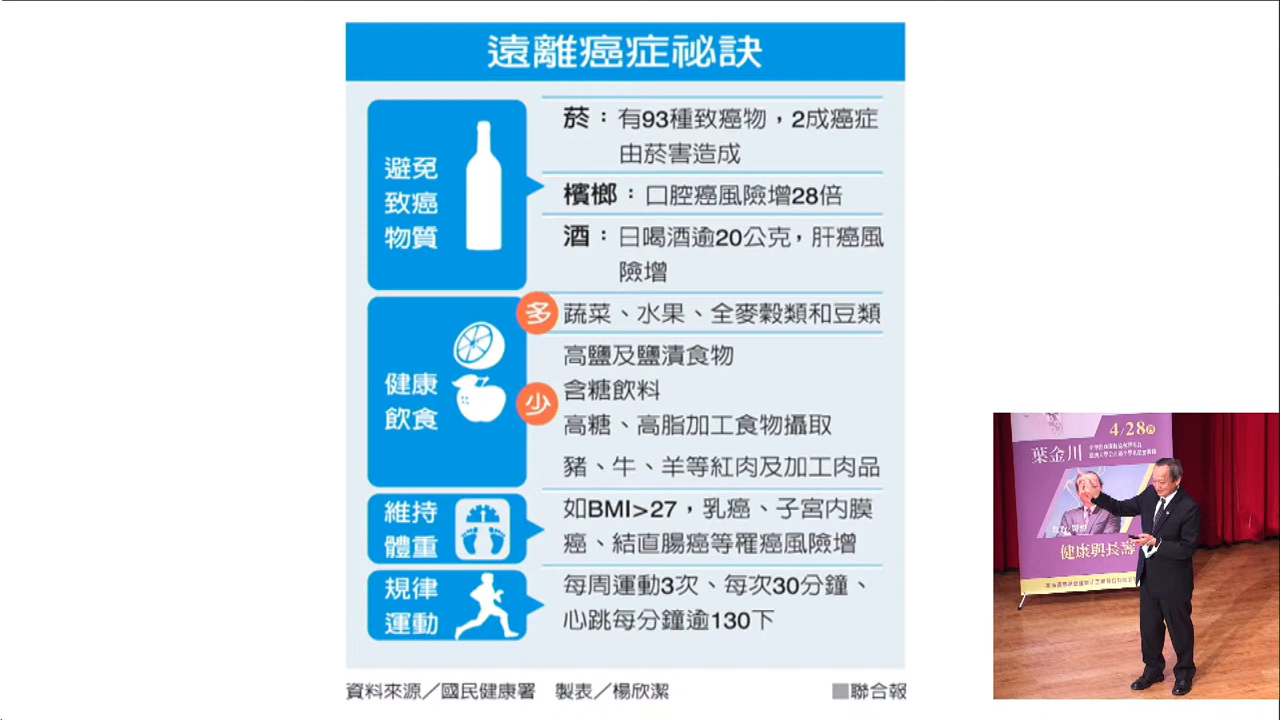 遠離癌症祕訣
避免
致癌
物質
菸：有93種致癌物，2成癌症
由菸害造成
檳榔：口腔癌風險增28倍
酒：日喝酒逾20公克，肝癌風
險增
健康
飲食
多
蔬菜、水果、全麥穀類和豆類
少
高鹽及鹽漬食物
含糖飲料
高糖、高脂加工食物攝取
豬、牛、羊等紅肉及加工肉品
維持
體重
如BMI>27，乳癌、子宮內膜
癌、結直腸癌等罹癌風險增
規律
運動
每周運動3次、每次30分鐘、
心跳每分鐘逾130下
資料來源／國民健康署 製表／楊欣潔
聯合報
4/28
葉金川
健康與長壽